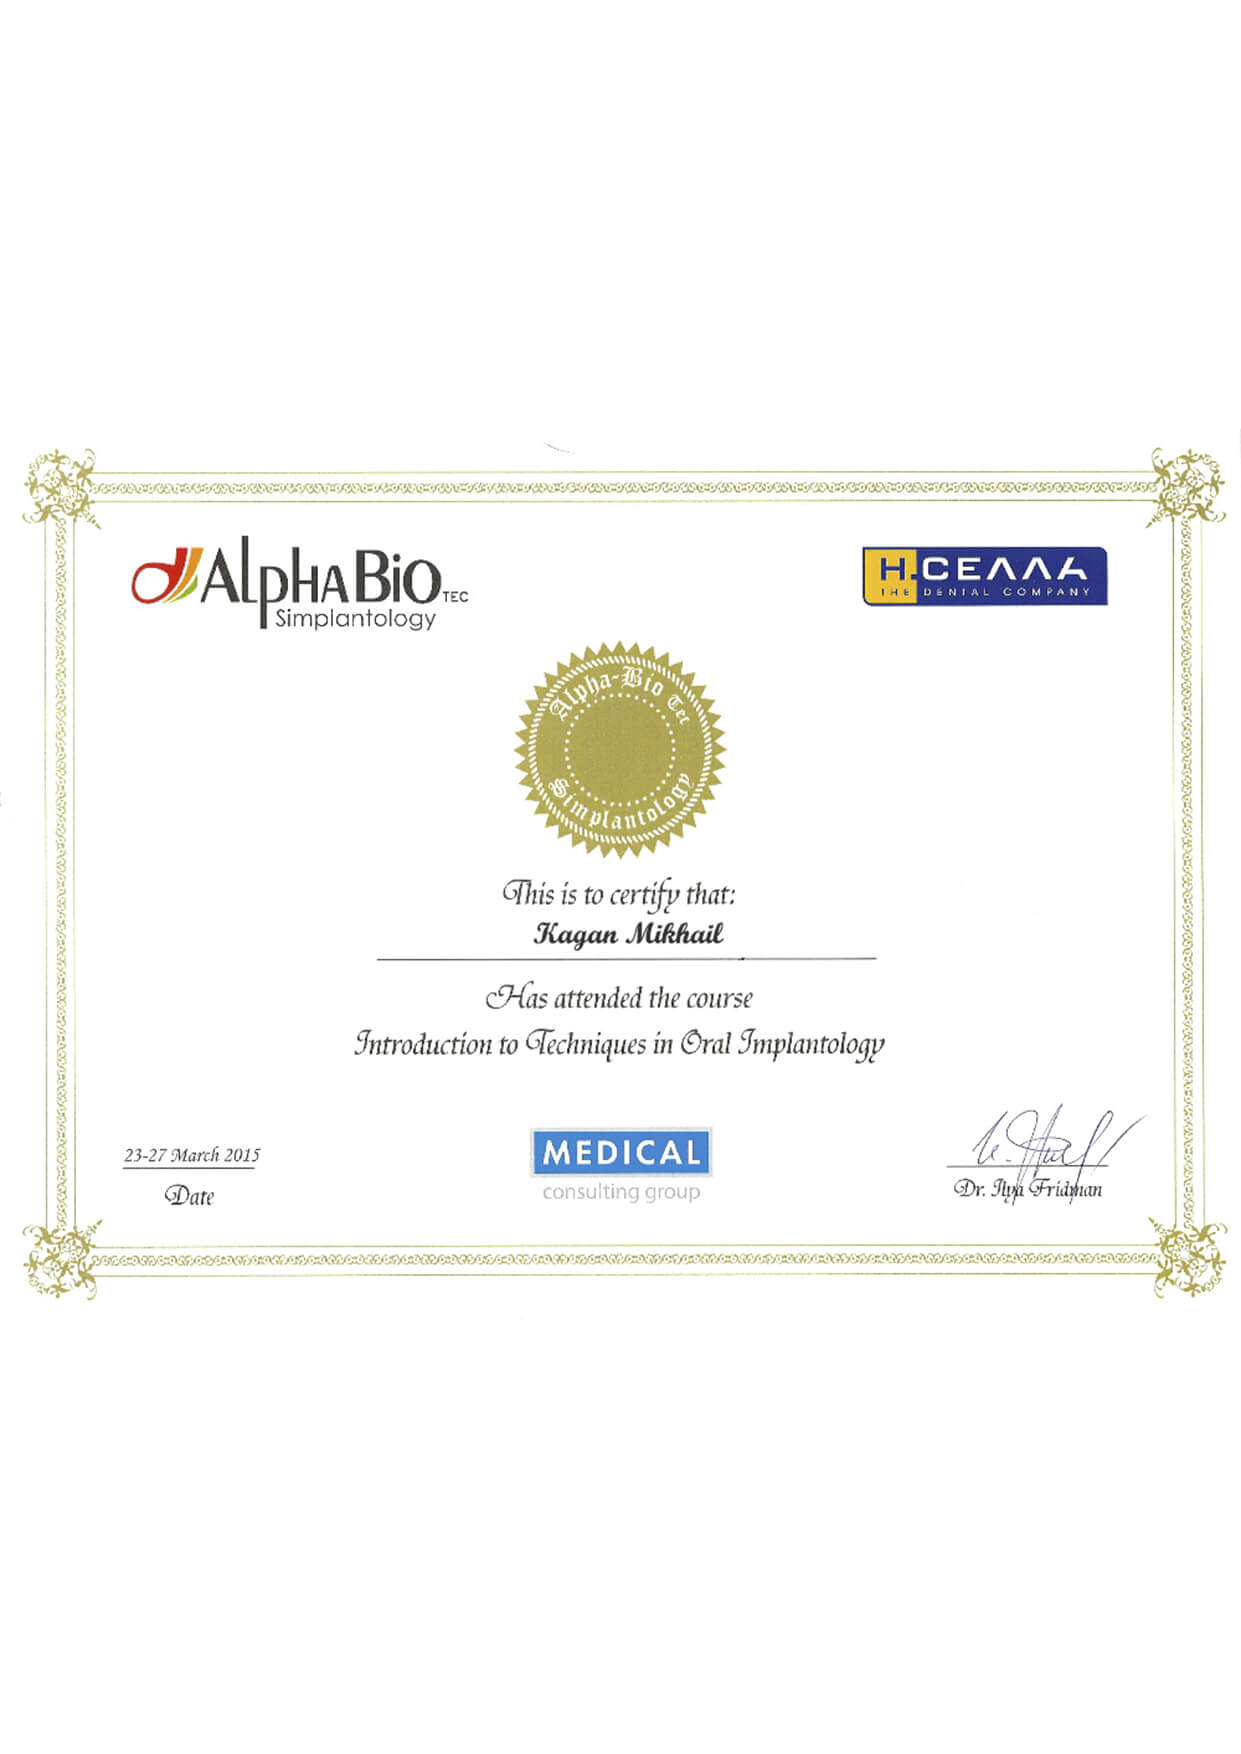 AlphaBio TEC
Simplantology
Н.СЕЛЛА
THE DENTAL COMPANY
Alpha-Bio Tec
Simplantology
This is to certify that:
Kagan Mikhail
Has attended the course
Introduction to Techniques in Oral Implantology
23-27 March 2015
Date
MEDICAL
consulting group
Dr. Ilya Fridman